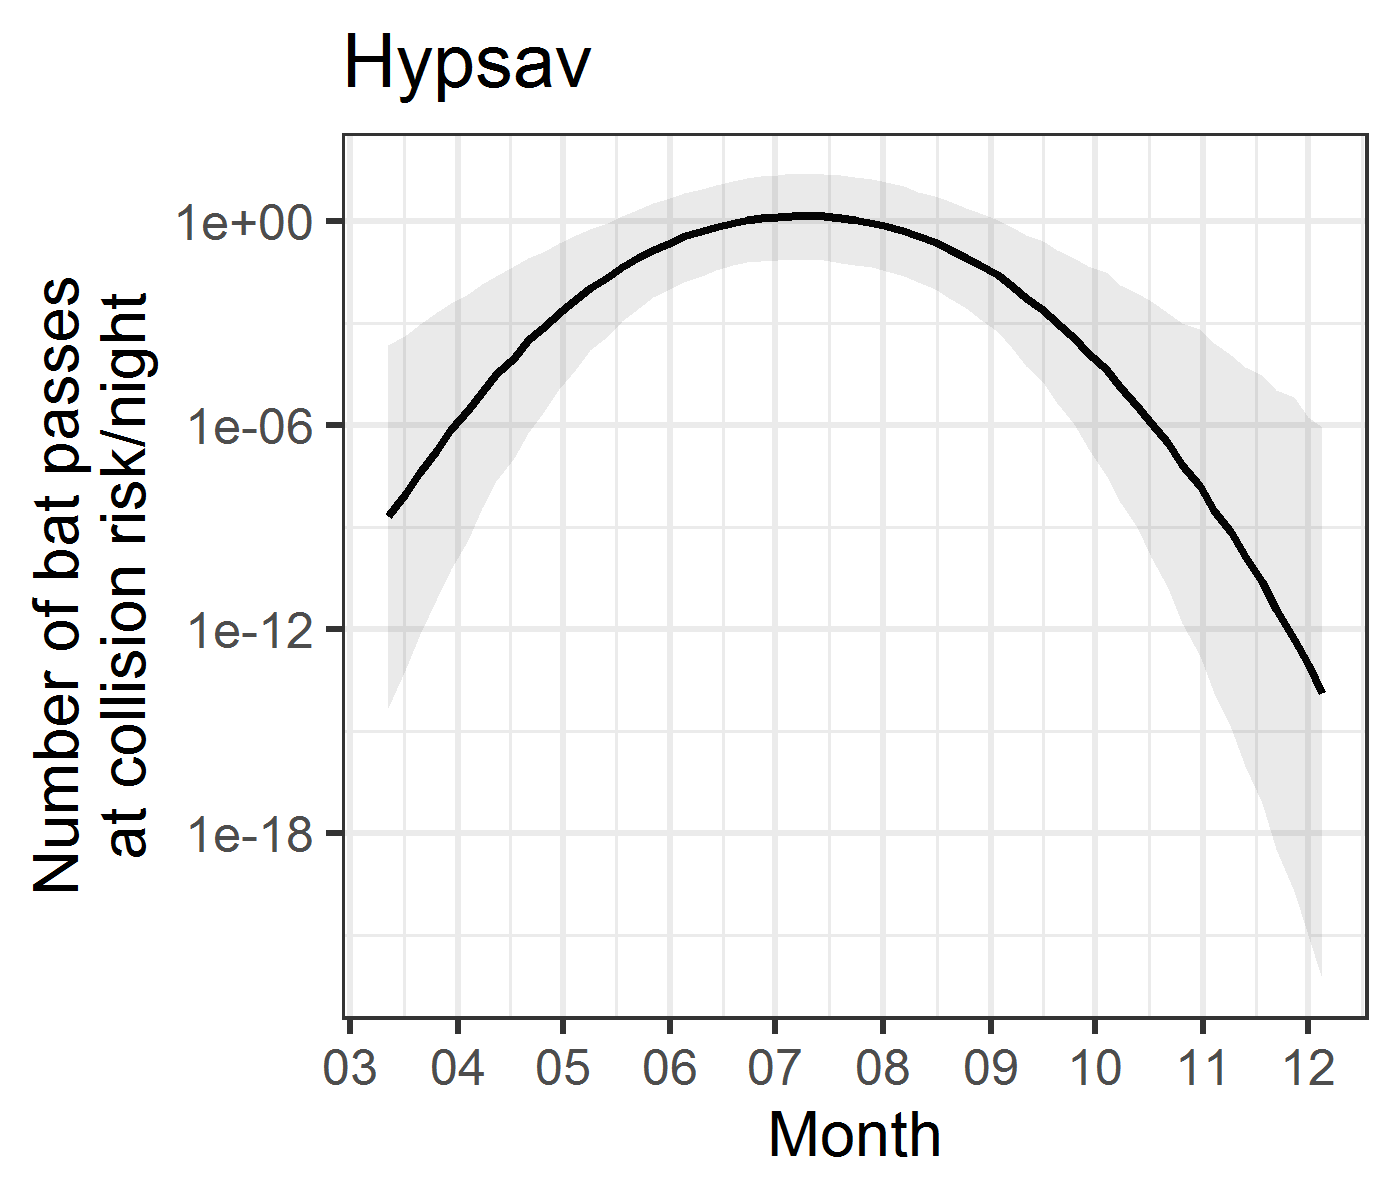 Hypsav
Number of bat passes
at collision risk/night
1e+00
1e-06
1e-12
1e-18
03 04 05 06 07 08 09 10 11 12
Month